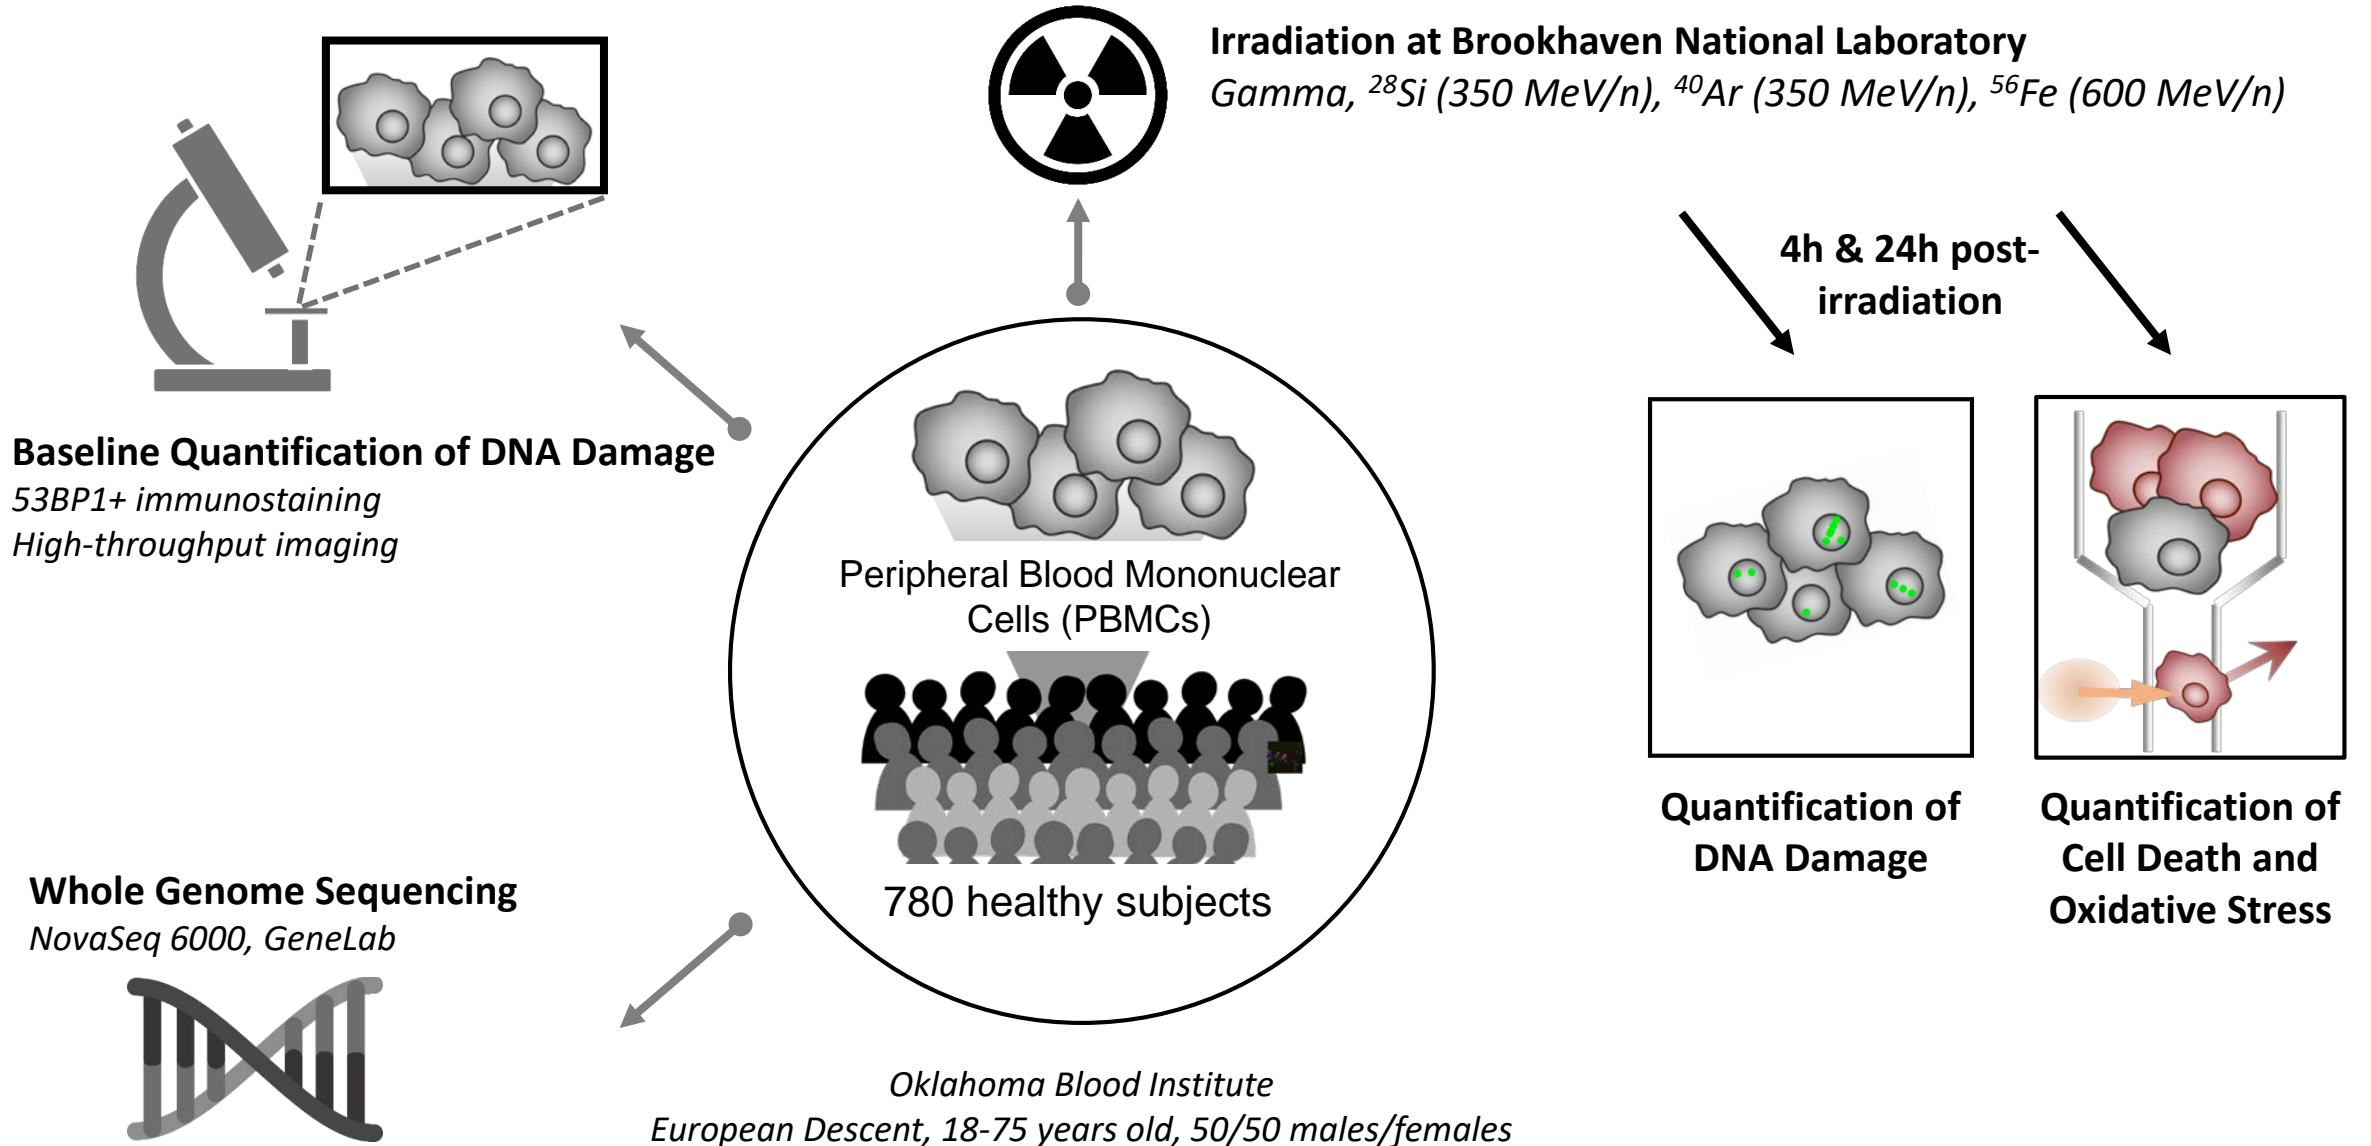 Irradiation at Brookhaven National Laboratory
Gamma, ²⁸Si (350 MeV/n), ⁴⁰Ar (350 MeV/n), ⁵⁶Fe (600 MeV/n)
4h & 24h post-
irradiation
Baseline Quantification of DNA Damage
53BP1+ immunostaining
High-throughput imaging
Peripheral Blood Mononuclear
Cells (PBMCs)
780 healthy subjects
Quantification of
DNA Damage
Quantification of
Cell Death and
Oxidative Stress
Whole Genome Sequencing
NovaSeq 6000, GeneLab
Oklahoma Blood Institute
European Descent, 18-75 years old, 50/50 males/females